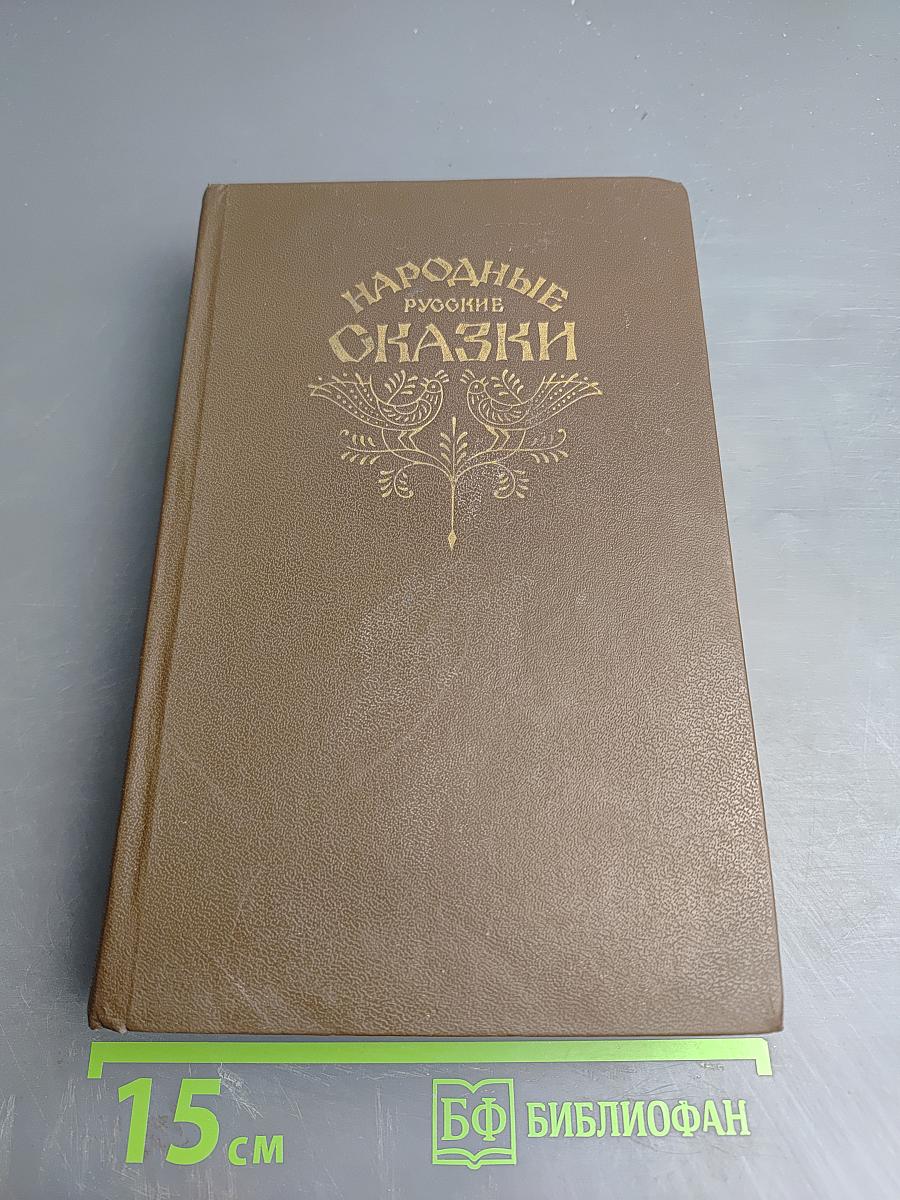 НАРОДНЫЕ
РУССКИЕ
СКАЗКИ
15 см
БФ БИБЛИОФАН